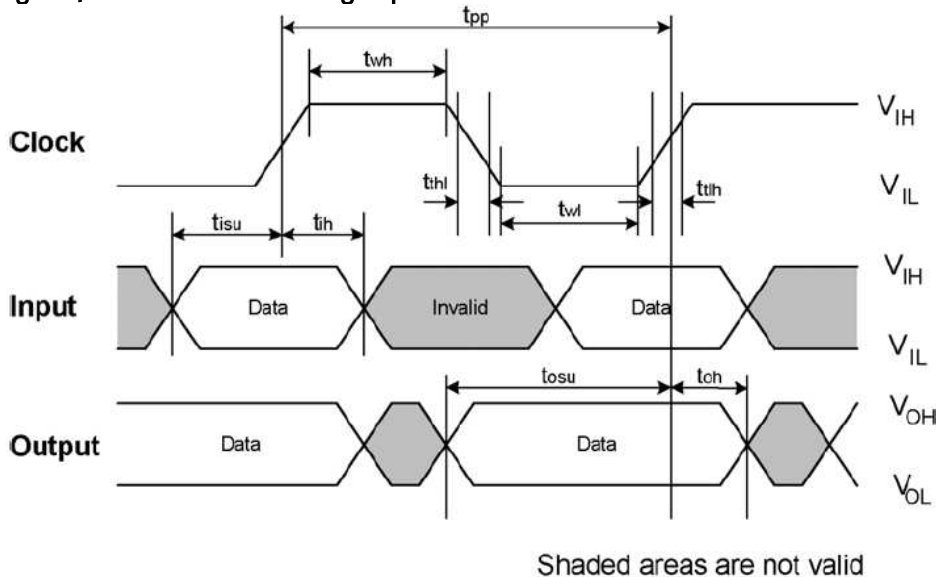 tpp
twh
Clock
VIH
tthl
ttlh
VIL
twl
tisu
tih
VIH
Input
Data
Invalid
Data
VIL
tosu
toh
VOH
Output
Data
Data
VOL
Shaded areas are not valid